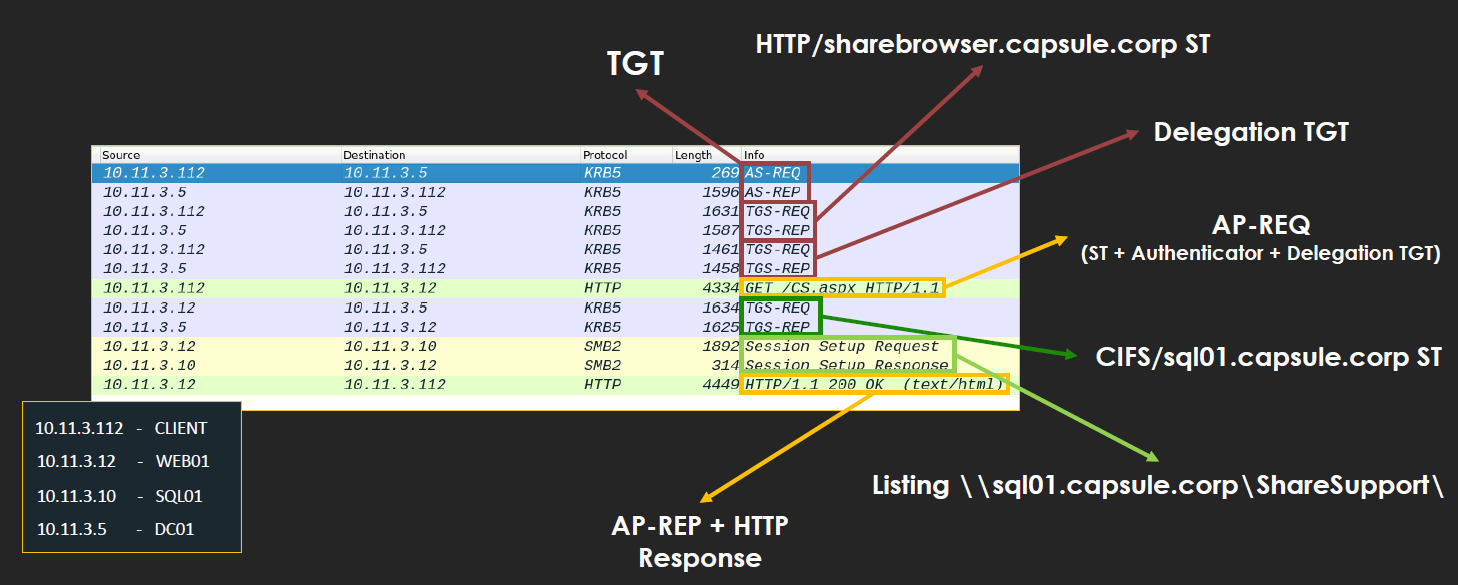 HTTP/sharebrowser.capsule.corp ST
TGT
Delegation TGT
Source Destination Protocol Length Info
10.11.3.112 10.11.3.5 KRB5 269 AS-REQ
10.11.3.5 10.11.3.112 KRB5 1596 AS-REP
10.11.3.112 10.11.3.5 KRB5 1631 TGS-REQ
10.11.3.5 10.11.3.112 KRB5 1587 TGS-REP
10.11.3.112 10.11.3.5 KRB5 1461 TGS-REQ
10.11.3.5 10.11.3.112 KRB5 1458 TGS-REP
10.11.3.112 10.11.3.12 HTTP 4334 GET /CS.aspx HTTP/1.1
10.11.3.12 10.11.3.5 KRB5 1634 TGS-REQ
10.11.3.5 10.11.3.12 KRB5 1625 TGS-REP
10.11.3.12 10.11.3.10 SMB2 1892 Session Setup Request
10.11.3.10 10.11.3.12 SMB2 314 Session Setup Response
10.11.3.12 10.11.3.112 HTTP 4449 HTTP/1.1 200 OK (text/html)
AP-REQ
(ST + Authenticator + Delegation TGT)
CIFS/sql01.capsule.corp ST
10.11.3.112 - CLIENT
10.11.3.12 - WEB01
10.11.3.10 - SQL01
10.11.3.5 - DC01
Listing \\sql01.capsule.corp\ShareSupport\
AP-REP + HTTP
Response